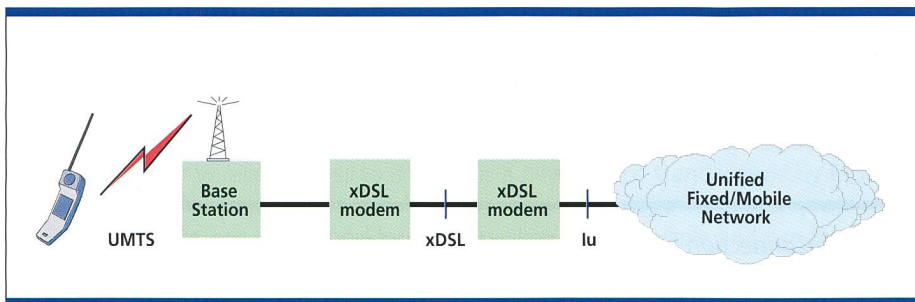 UMTS
Base
Station
xDSL
modem
xDSL
xDSL
modem
Iu
Unified
Fixed/Mobile
Network